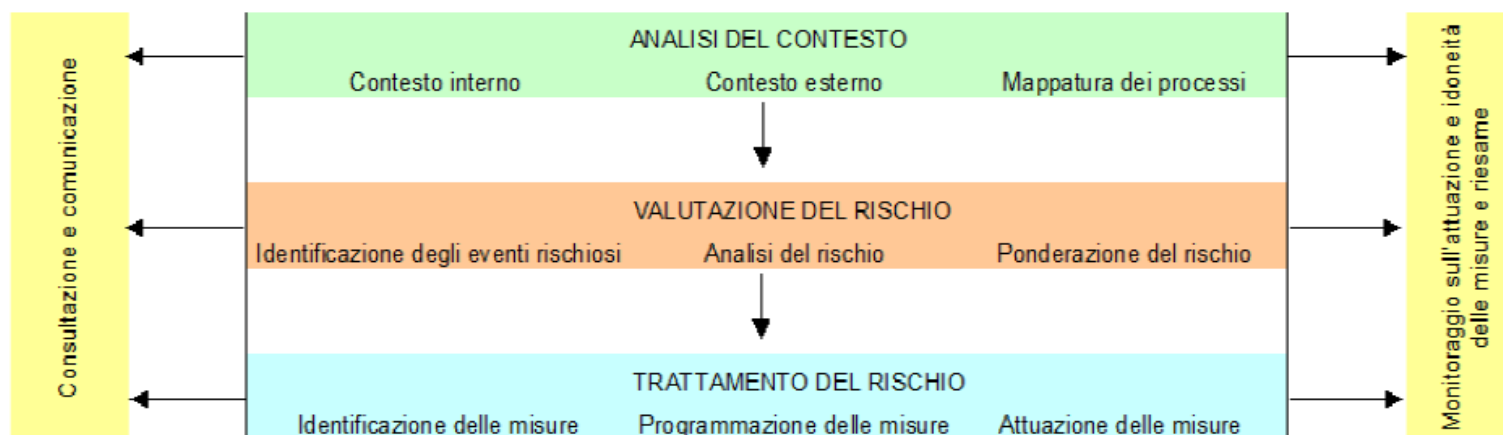 Consultazione e comunicazione
ANALISI DEL CONTESTO
Contesto interno Contesto esterno Mappatura dei processi
VALUTAZIONE DEL RISCHIO
Identificazione degli eventi rischiosi Analisi del rischio Ponderazione del rischio
TRATTAMENTO DEL RISCHIO
Identificazione delle misure Programmazione delle misure Attuazione delle misure
Monitoraggio sull'attuazione e idoneità
delle misure e riesame